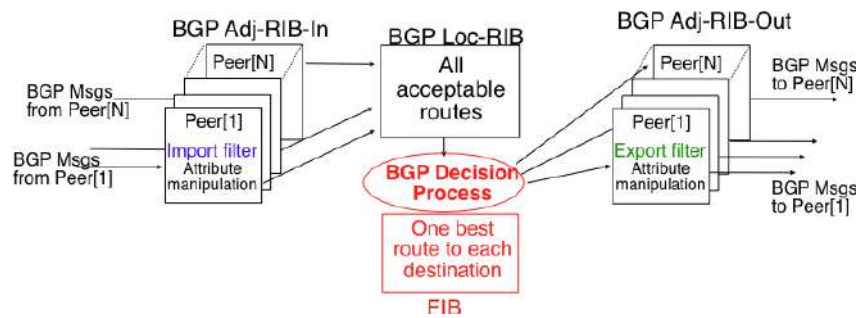 BGP Adj-RIB-In
BGP Loc-RIB
BGP Adj-RIB-Out
Peer[N]
All
acceptable
routes
Peer[N]
BGP Msgs
from Peer[N]
BGP Msgs
to Peer[N]
Peer[1]
Import filter
Attribute
manipulation
BGP Msgs
from Peer[1]
BGP Decision
Process
Peer[1]
Export filter
Attribute
manipulation
BGP Msgs
to Peer[1]
One best
route to each
destination
FIB